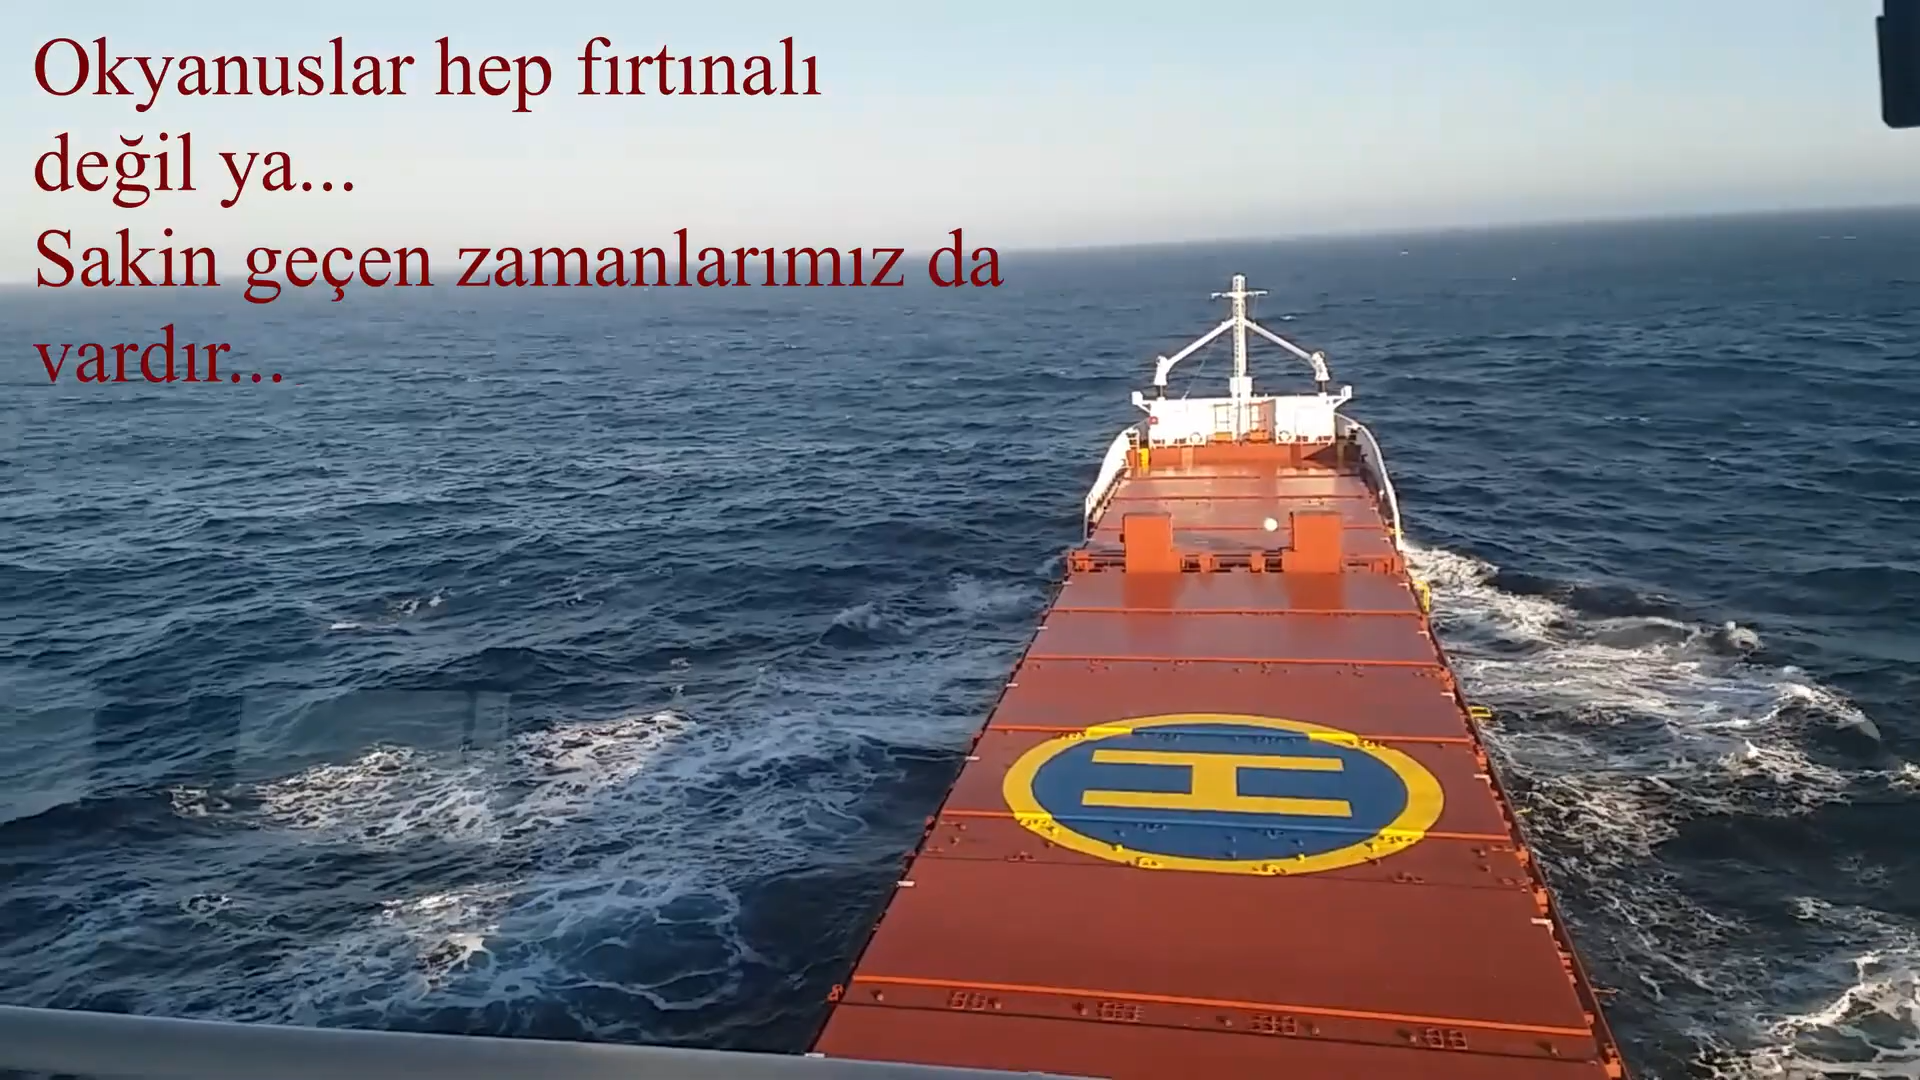 Okyanuslar hep fırtınalı
değil ya...
Sakin geçen zamanlarımız da
vardır...
H